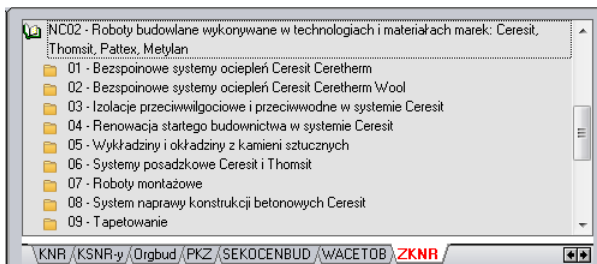 NC02 - Roboty budowlane wykonywane w technologiach i materiałach marek: Ceresit,
Thomsit, Pattex, Metylan
01 - Bezspoinowe systemy ociepleń Ceresit Ceretherm
02 - Bezspoinowe systemy ociepleń Ceresit Ceretherm Wool
03 - Izolacje przeciwwilgociowe i przeciwwodne w systemie Ceresit
04 - Renowacja startego budownictwa w systemie Ceresit
05 - Wykładziny i okładziny z kamieni sztucznych
06 - Systemy posadzkowe Ceresit i Thomsit
07 - Roboty montażowe
08 - System naprawy konstrukcji betonowych Ceresit
09 - Tapetowanie
KNR KSNR-y Orgbud PKZ SEKOCENBUD WACETOB ZKNR